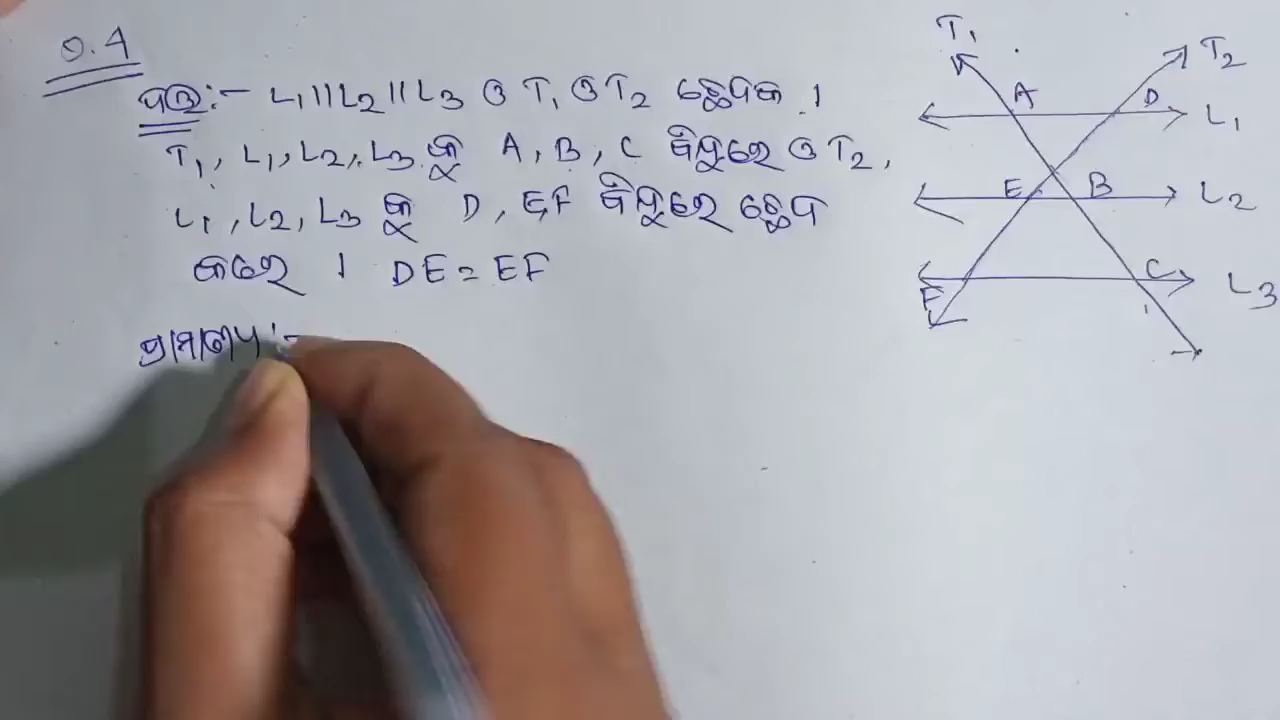 Q.4
ଦତ୍ତ:- L₁||L₂||L₃ ଓ T₁ ଓ T₂ ଛେଦକ ।
T₁, L₁, L₂, L₃ କୁ A, B, C ବିନ୍ଦୁରେ ଓ T₂,
L₁, L₂, L₃ କୁ D, E, F ବିନ୍ଦୁରେ ଛେଦ
କରେ । DE = EF
ପ୍ରାମାଣ୍ୟ :-
T₁ T₂
A D L₁
E B L₂
F C L₃